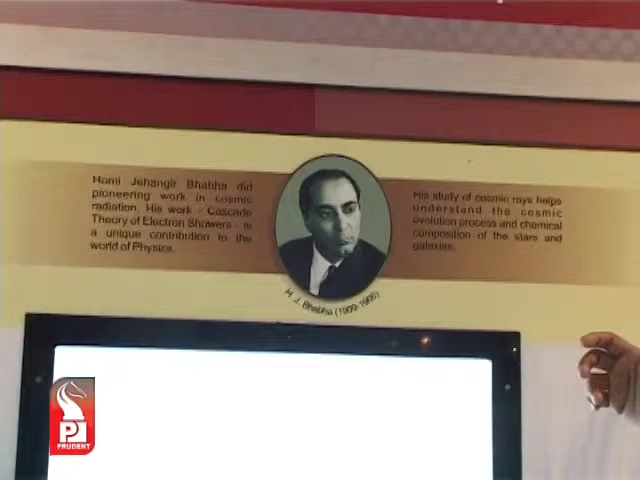 Homi Jehangir Bhabha did
pioneering work in cosmic
radiation. His work - Cascade
Theory of Electron Showers - is
a unique contribution to the
world of Physics.
His study of cosmic rays helps
understand the cosmic
evolution process and chemical
composition of the stars and
galaxies.
H. J. Bhabha (1909-1966)
PRUDENT